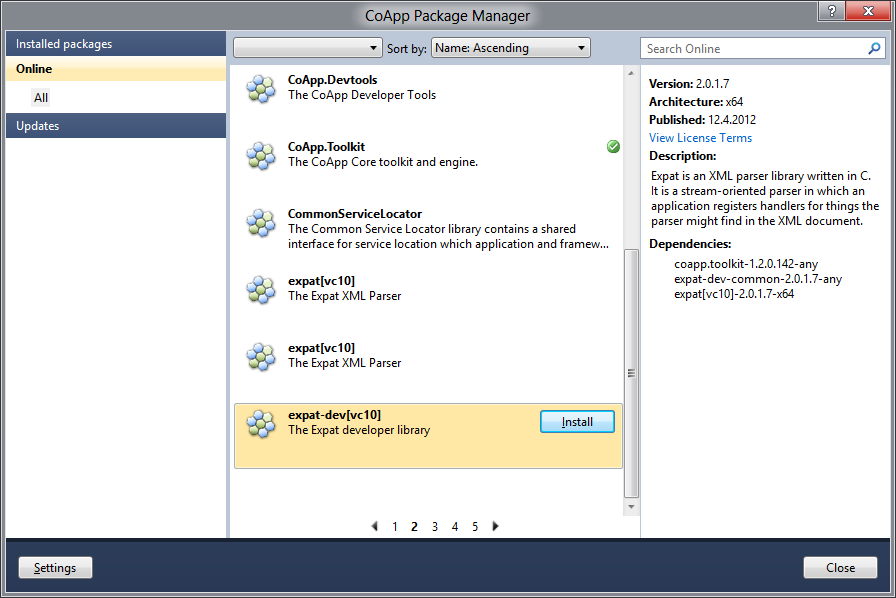 CoApp Package Manager
?
Installed packages
Online
All
Updates
Sort by: Name: Ascending
Search Online
CoApp.Devtools
The CoApp Developer Tools
CoApp.Toolkit
The CoApp Core toolkit and engine.
CommonServiceLocator
The Common Service Locator library contains a shared
interface for service location which application and framew...
expat[vc10]
The Expat XML Parser
expat[vc10]
The Expat XML Parser
expat-dev[vc10]
The Expat developer library
Install
1 2 3 4 5
Version: 2.0.1.7
Architecture: x64
Published: 12.4.2012
View License Terms
Description:
Expat is an XML parser library written in C.
It is a stream-oriented parser in which an
application registers handlers for things the
parser might find in the XML document.
Dependencies:
coapp.toolkit-1.2.0.142-any
expat-dev-common-2.0.1.7-any
expat[vc10]-2.0.1.7-x64
Settings
Close